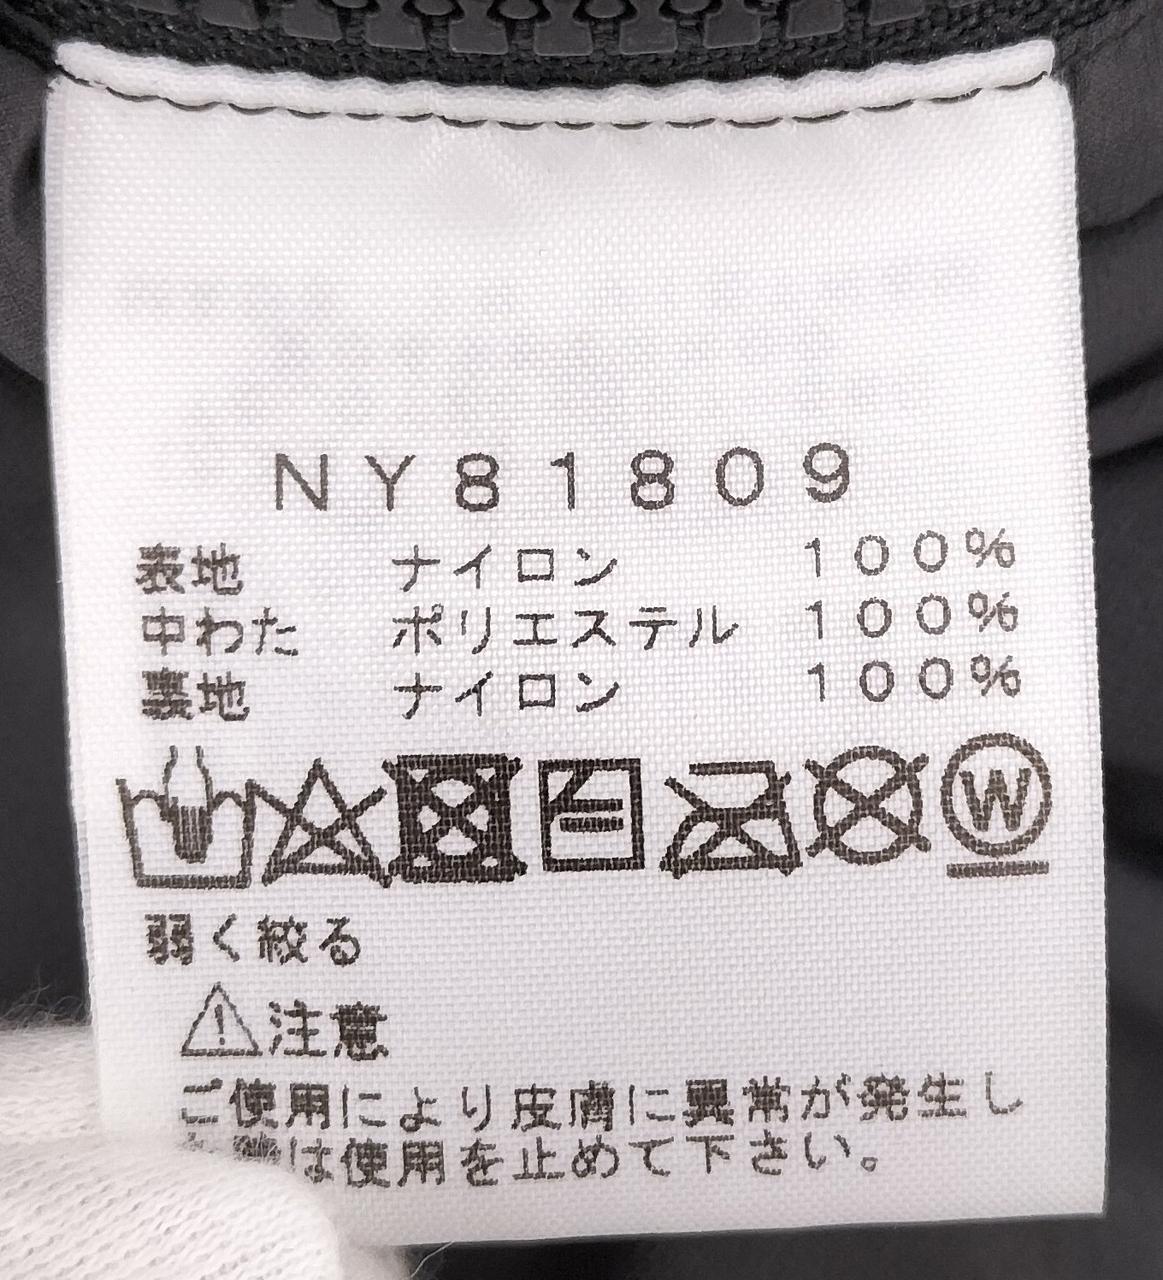 NY81809
表地 ナイロン 100%
中わた ポリエステル 100%
裏地 ナイロン 100%
W
弱く絞る
注意
ご使用により皮膚に異常が発生し
は使用を止めて下さい。